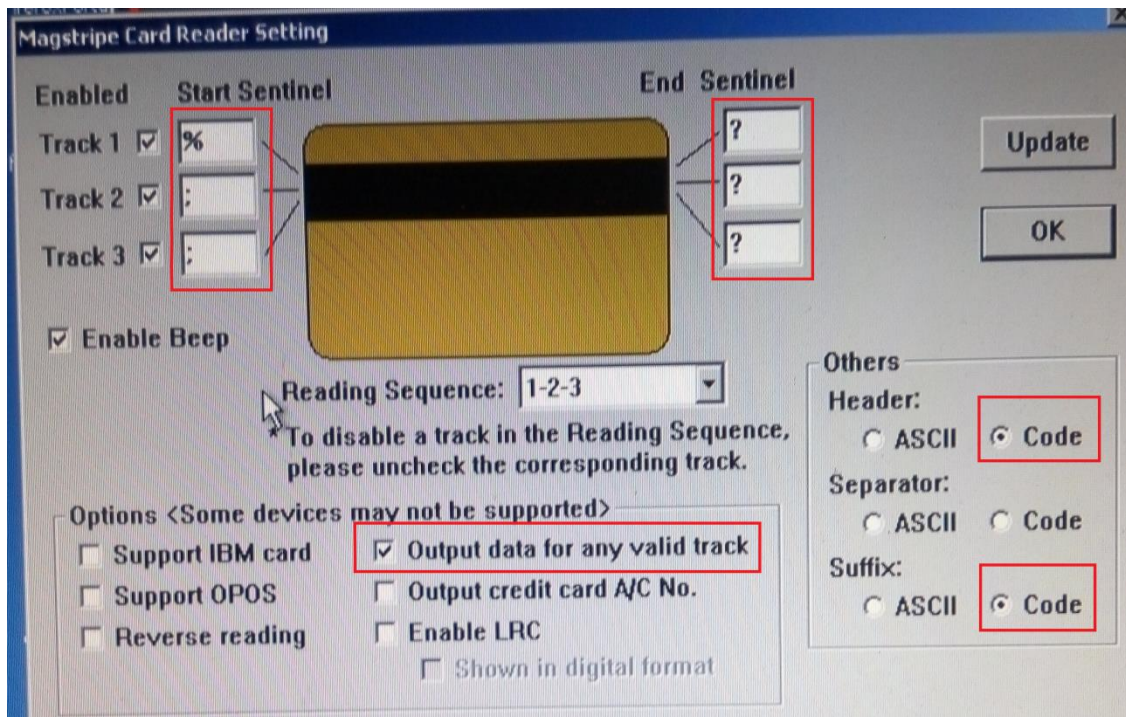 Magstripe Card Reader Setting
Enabled Start Sentinel End Sentinel
Track 1 % ?
Track 2 ; ?
Track 3 ; ?
Update
OK
Enable Beep
Reading Sequence: 1-2-3
* To disable a track in the Reading Sequence,
please uncheck the corresponding track.
Options <Some devices may not be supported>
Support IBM card Output data for any valid track
Support OPOS Output credit card A/C No.
Reverse reading Enable LRC
Shown in digital format
Others
Header:
ASCII Code
Separator:
ASCII Code
Suffix:
ASCII Code